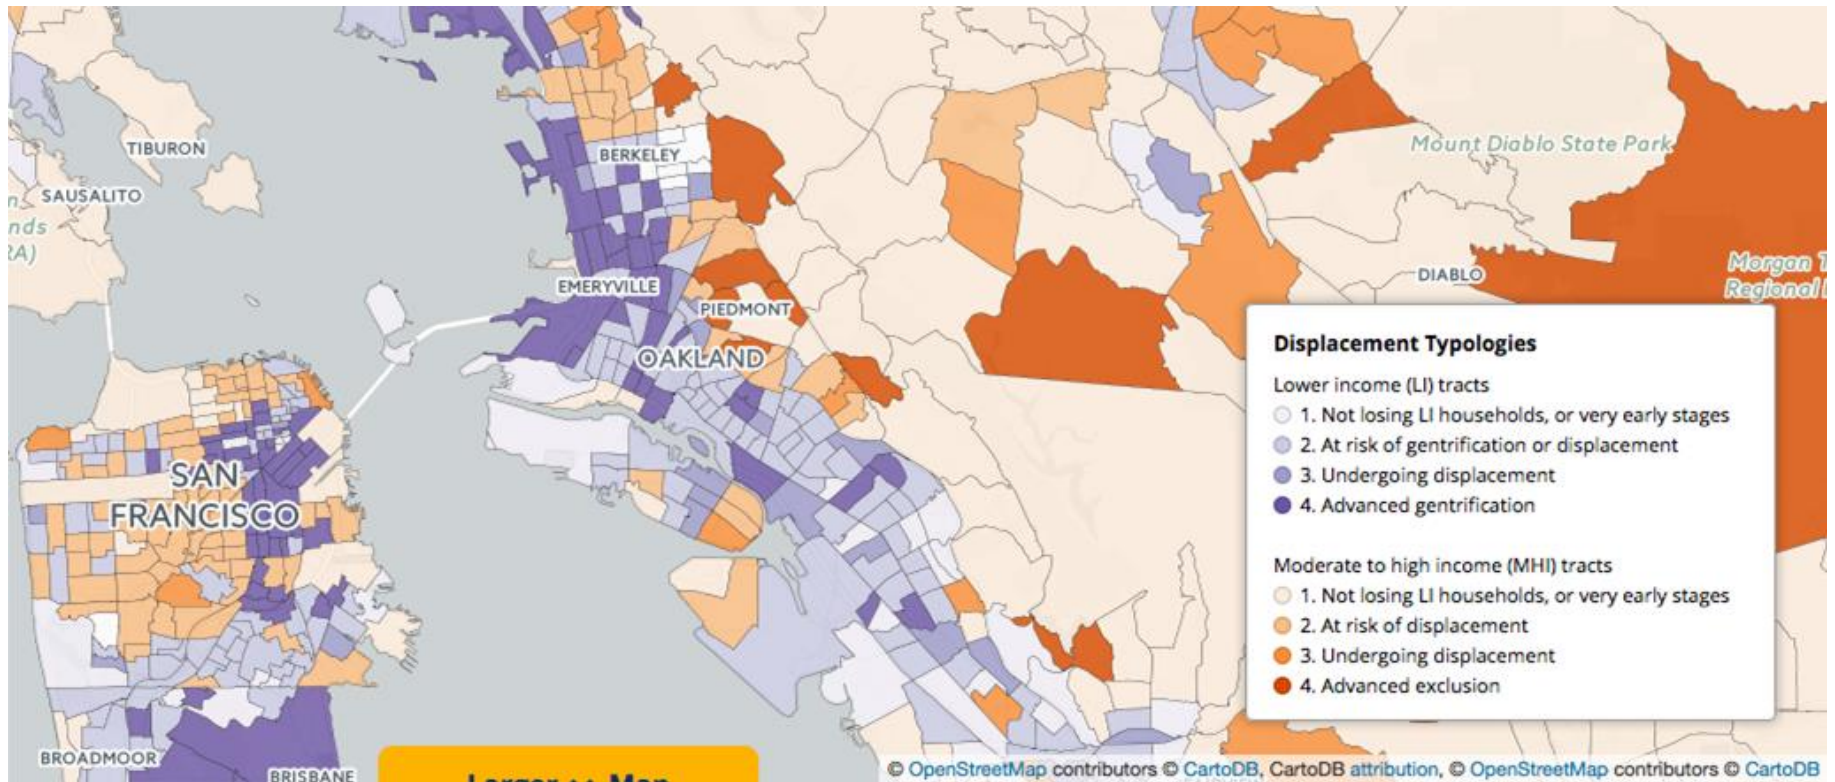 TIBURON
BERKELEY
Mount Diablo State Park
SAUSALITO
nds
RA)
EMERYVILLE
DIABLO
Morgan T
Regional
PIEDMONT
OAKLAND
SAN
FRANCISCO
BROADMOOR
BRISBANE
Displacement Typologies
Lower income (LI) tracts
1. Not losing LI households, or very early stages
2. At risk of gentrification or displacement
3. Undergoing displacement
4. Advanced gentrification
Moderate to high income (MHI) tracts
1. Not losing LI households, or very early stages
2. At risk of displacement
3. Undergoing displacement
4. Advanced exclusion
© OpenStreetMap contributors © CartoDB, CartoDB attribution, © OpenStreetMap contributors © CartoDB